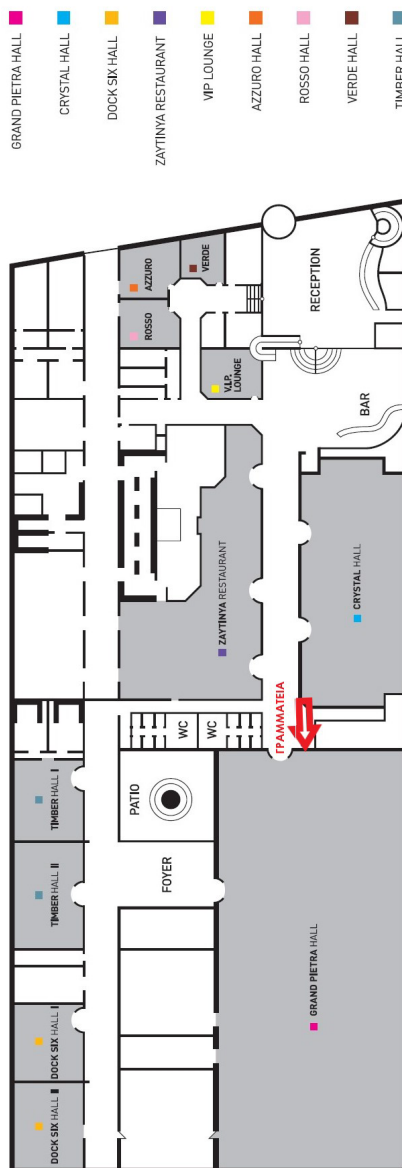 GRAND PIETRA HALL
CRYSTAL HALL
DOCK SIX HALL
ZAYTINYA RESTAURANT
VIP LOUNGE
AZZURO HALL
ROSSO HALL
VERDE HALL
TIMBER HALL
AZZURO
VERDE
ROSSO
V.I.P.
LOUNGE
RECEPTION
BAR
ZAYTINYA RESTAURANT
CRYSTAL HALL
WC
WC
ΓΡΑΜΜΑΤΕΙΑ
TIMBER HALL I
TIMBER HALL II
PATIO
FOYER
GRAND PIETRA HALL
DOCK SIX HALL I
DOCK SIX HALL II